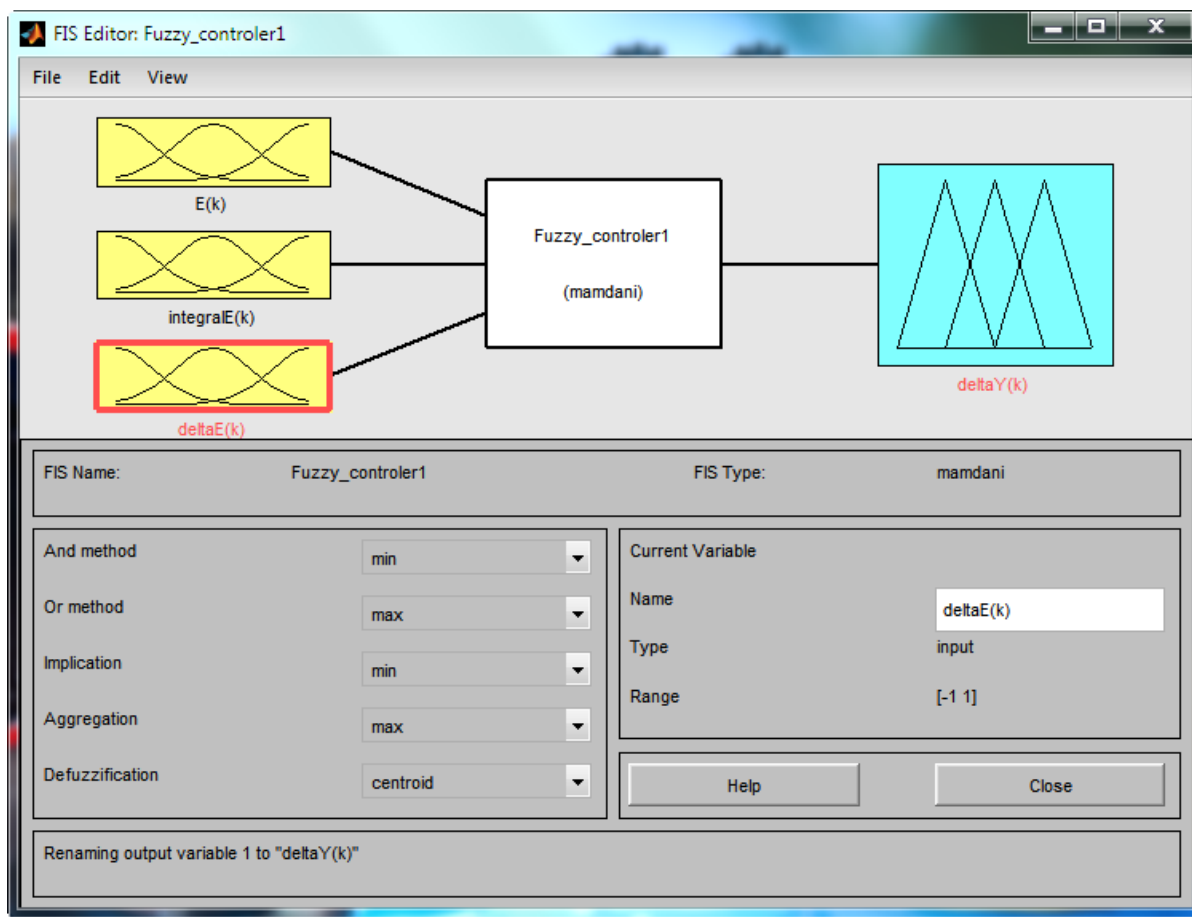 FIS Editor: Fuzzy_controler1
File Edit View
E(k)
integralE(k)
deltaE(k)
Fuzzy_controler1
(mamdani)
deltaY(k)
FIS Name: Fuzzy_controler1 FIS Type: mamdani
And method min
Or method max
Implication min
Aggregation max
Defuzzification centroid
Current Variable
Name deltaE(k)
Type input
Range [-1 1]
Help Close
Renaming output variable 1 to "deltaY(k)"